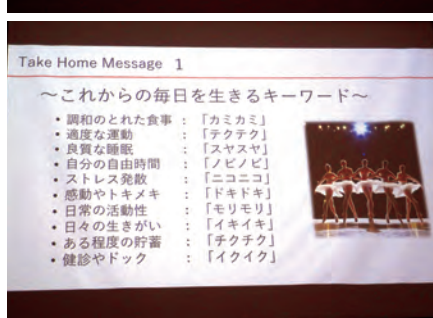 Take Home Message 1
～これからの毎日を生きるキーワード～
• 調和のとれた食事 : 「カミカミ」
• 適度な運動 : 「テクテク」
• 良質な睡眠 : 「スヤスヤ」
• 自分の自由時間 : 「ノビノビ」
• ストレス発散 : 「ニコニコ」
• 感動やトキメキ : 「ドキドキ」
• 日常の活動性 : 「モリモリ」
• 日々の生きがい : 「イキイキ」
• ある程度の貯蓄 : 「チクチク」
• 健診やドック : 「イクイク」